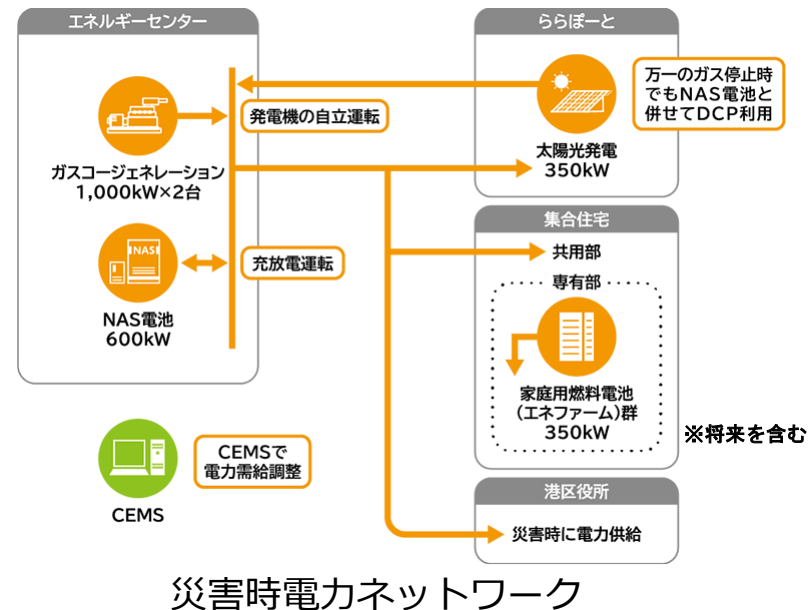 エネルギーセンター
ガスコージェネレーション
1,000kW×2台
発電機の自立運転
NAS
NAS電池
600kW
充放電運転
CEMS
CEMSで
電力需給調整
ららぽーと
太陽光発電
350kW
万一のガス停止時
でもNAS電池と
併せてDCP利用
集合住宅
共用部
専有部
家庭用燃料電池
(エネファーム)群
350kW
※将来を含む
港区役所
災害時に電力供給
災害時電力ネットワーク